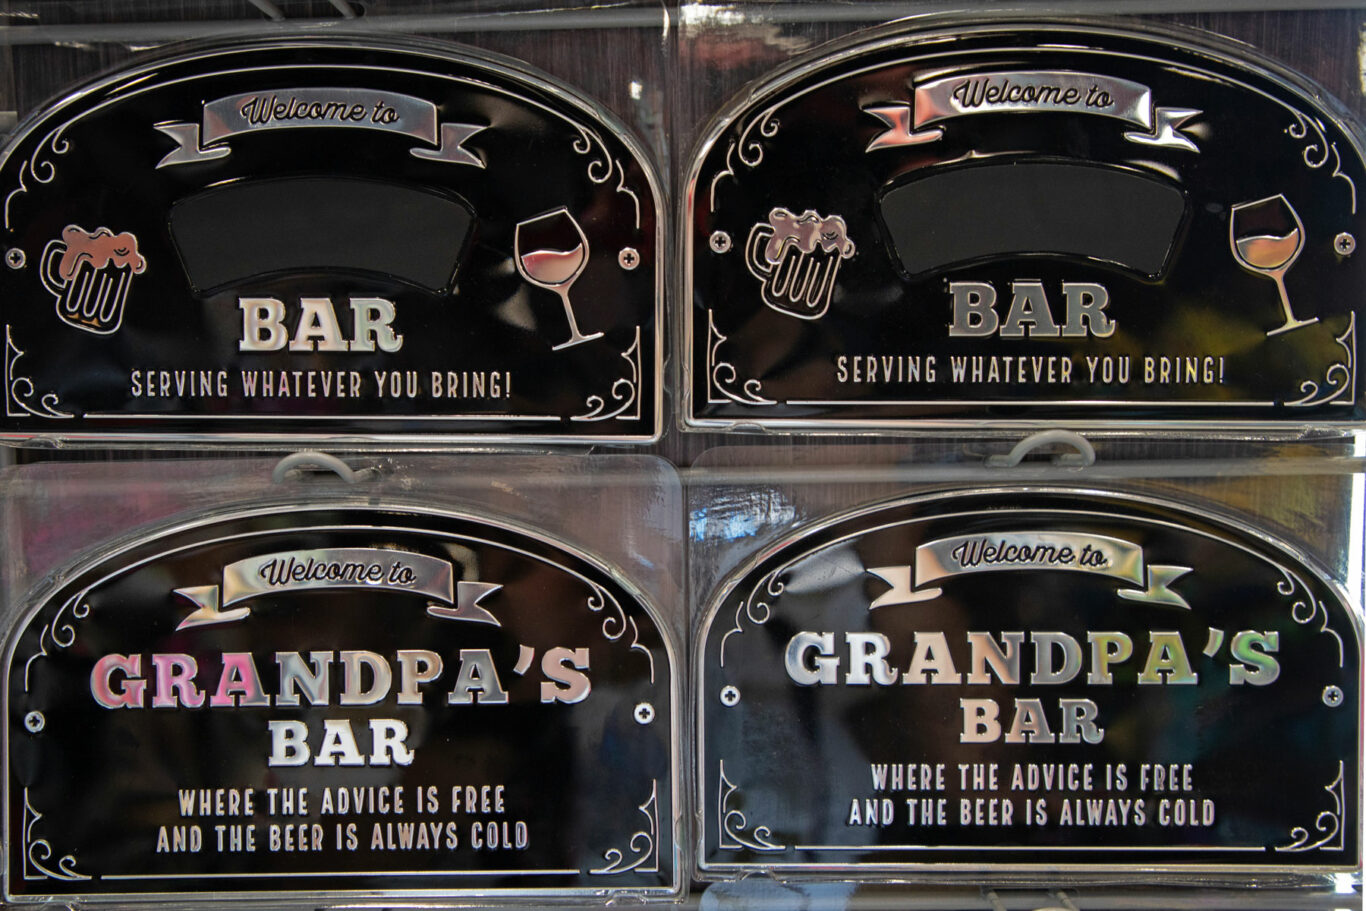 Welcome to
BAR
SERVING WHATEVER YOU BRING!
Welcome to
BAR
SERVING WHATEVER YOU BRING!
Welcome to
GRANDPA'S
BAR
WHERE THE ADVICE IS FREE
AND THE BEER IS ALWAYS COLD
Welcome to
GRANDPA'S
BAR
WHERE THE ADVICE IS FREE
AND THE BEER IS ALWAYS COLD